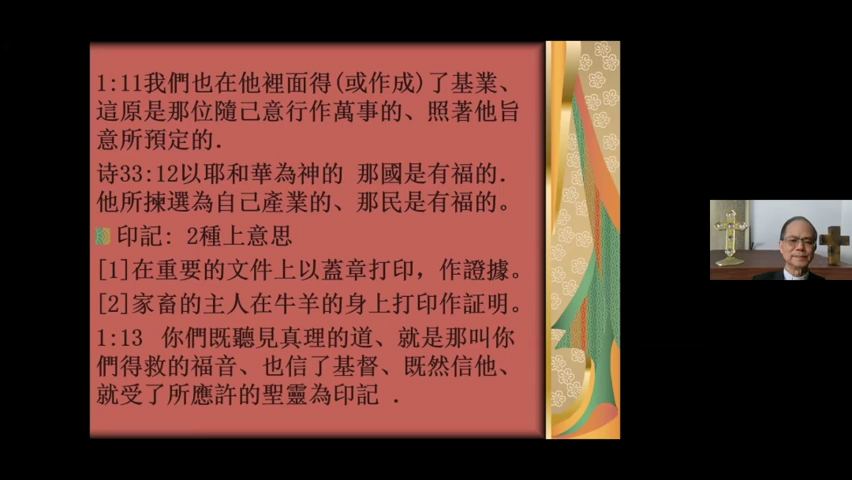 1:11我們也在他裡面得(或作成)了基業、
這原是那位隨己意行作萬事的、照著他旨
意所預定的.
诗33:12以耶和華為神的 那國是有福的.
他所揀選為自己產業的、那民是有福的。
印記: 2種上意思
[1]在重要的文件上以蓋章打印，作證據。
[2]家畜的主人在牛羊的身上打印作証明。
1:13 你們既聽見真理的道、就是那叫你
們得救的福音、也信了基督、既然信他、
就受了所應許的聖靈為印記 .